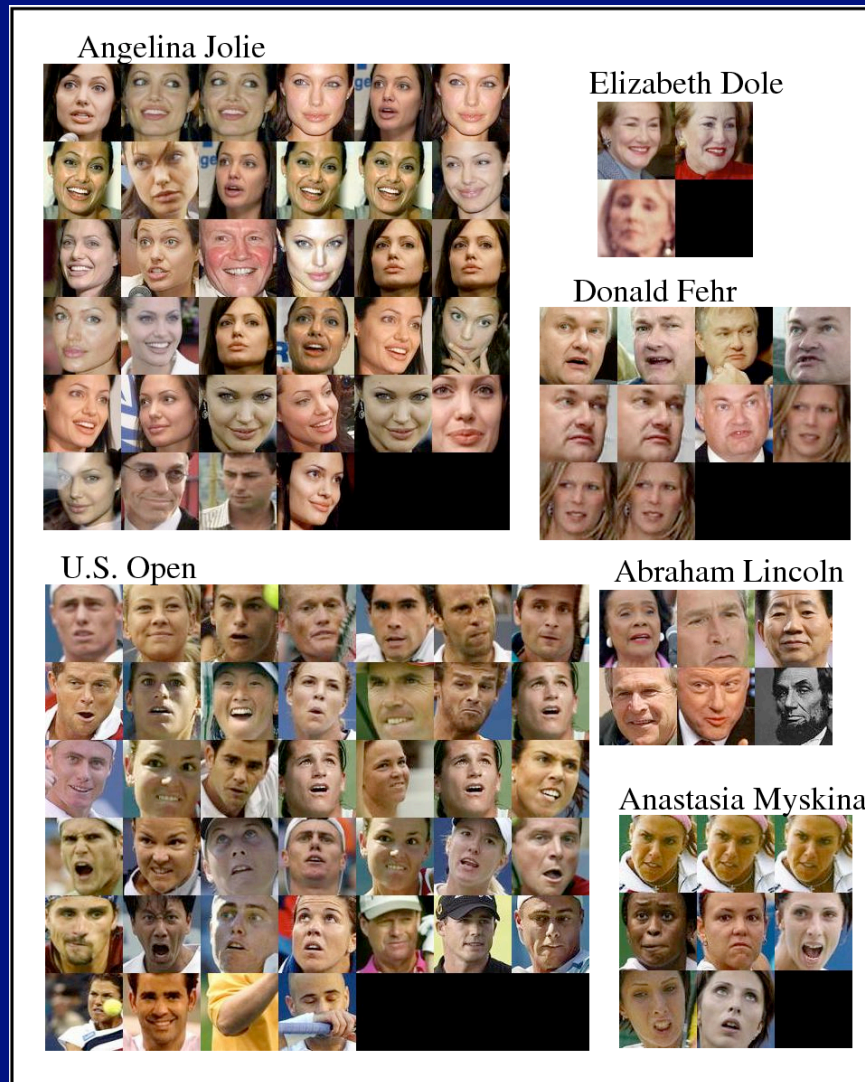 Angelina Jolie
Elizabeth Dole
Donald Fehr
U.S. Open
Abraham Lincoln
Anastasia Myskina